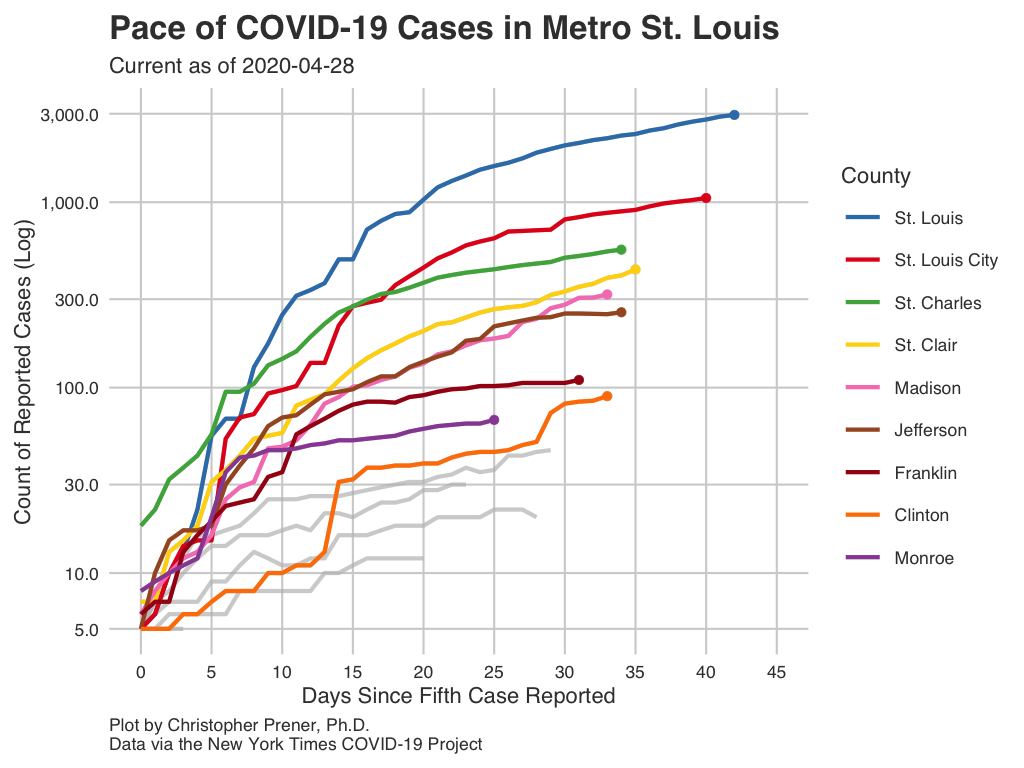 Pace of COVID-19 Cases in Metro St. Louis
Current as of 2020-04-28
Count of Reported Cases (Log)
3,000.0
1,000.0
300.0
100.0
30.0
10.0
5.0
0 5 10 15 20 25 30 35 40 45
Days Since Fifth Case Reported
County
St. Louis
St. Louis City
St. Charles
St. Clair
Madison
Jefferson
Franklin
Clinton
Monroe
Plot by Christopher Prener, Ph.D.
Data via the New York Times COVID-19 Project